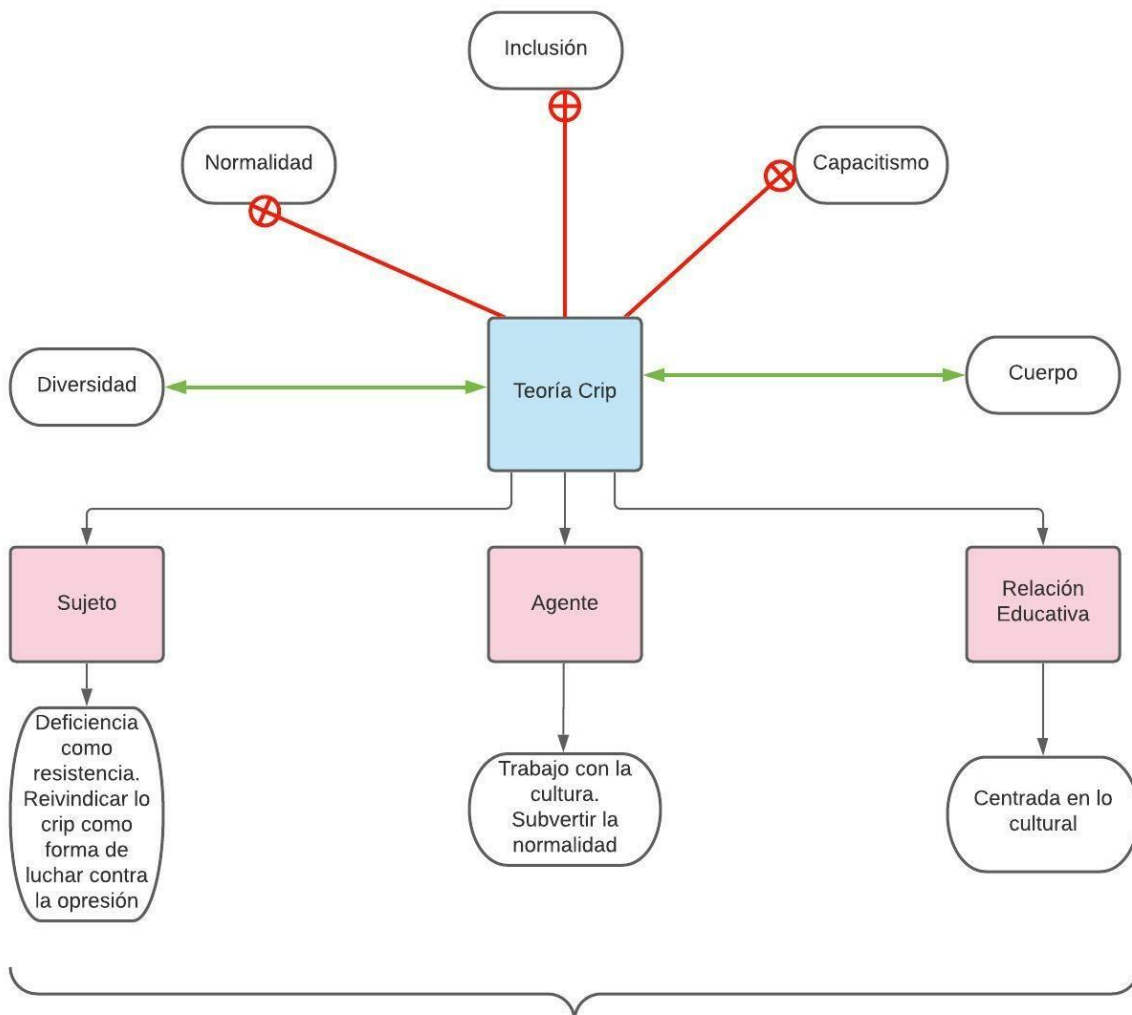 Inclusión
Normalidad
Capacitismo
Diversidad
Teoría Crip
Cuerpo
Sujeto
Agente
Relación
Educativa
Deficiencia
como
resistencia.
Reivindicar lo
crip como
forma de
luchar contra
la opresión
Trabajo con la
cultura.
Subvertir la
normalidad
Centrada en lo
cultural